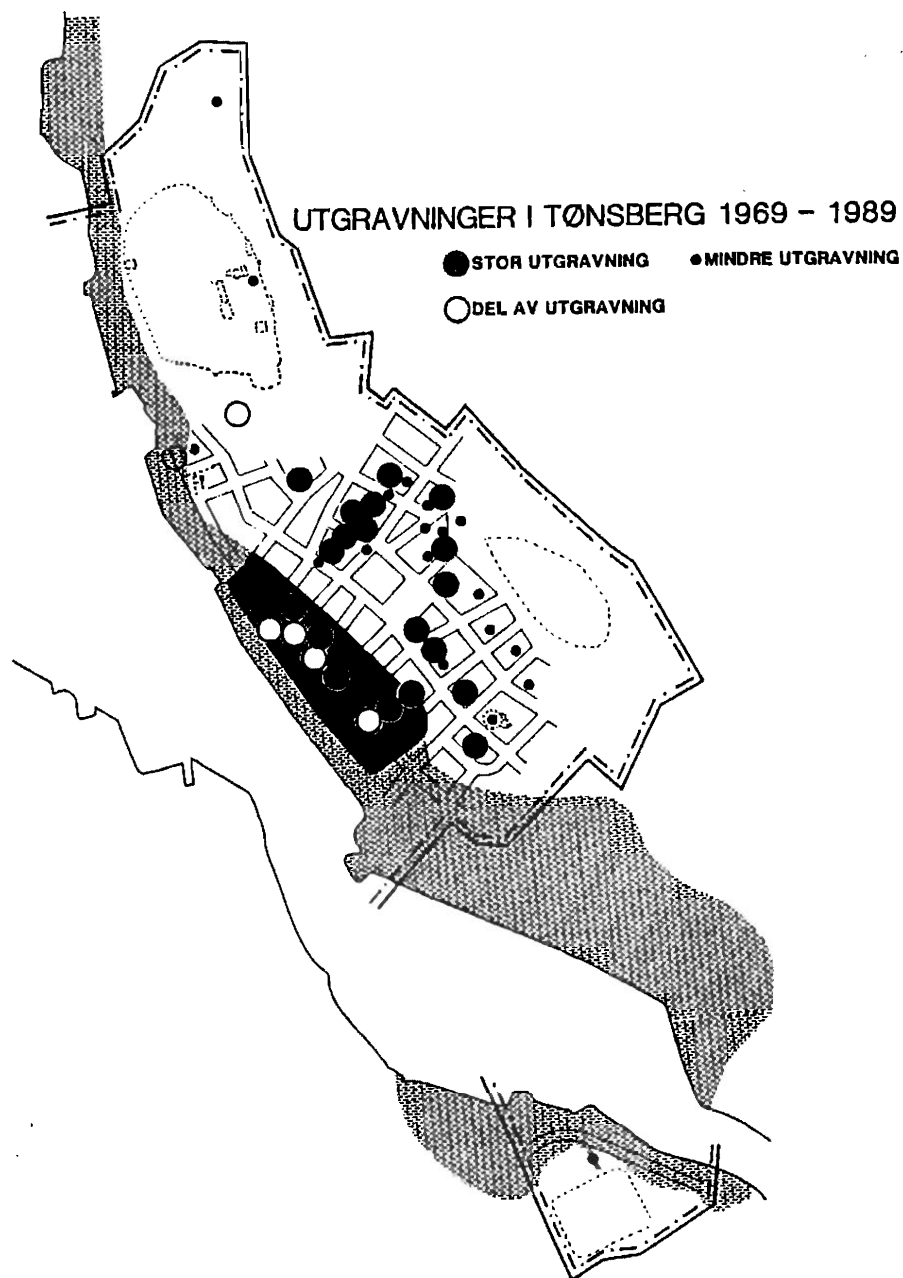 UTGRAVNINGER I TØNSBERG 1969 – 1989
STOR UTGRAVNING MINDRE UTGRAVNING
DEL AV UTGRAVNING